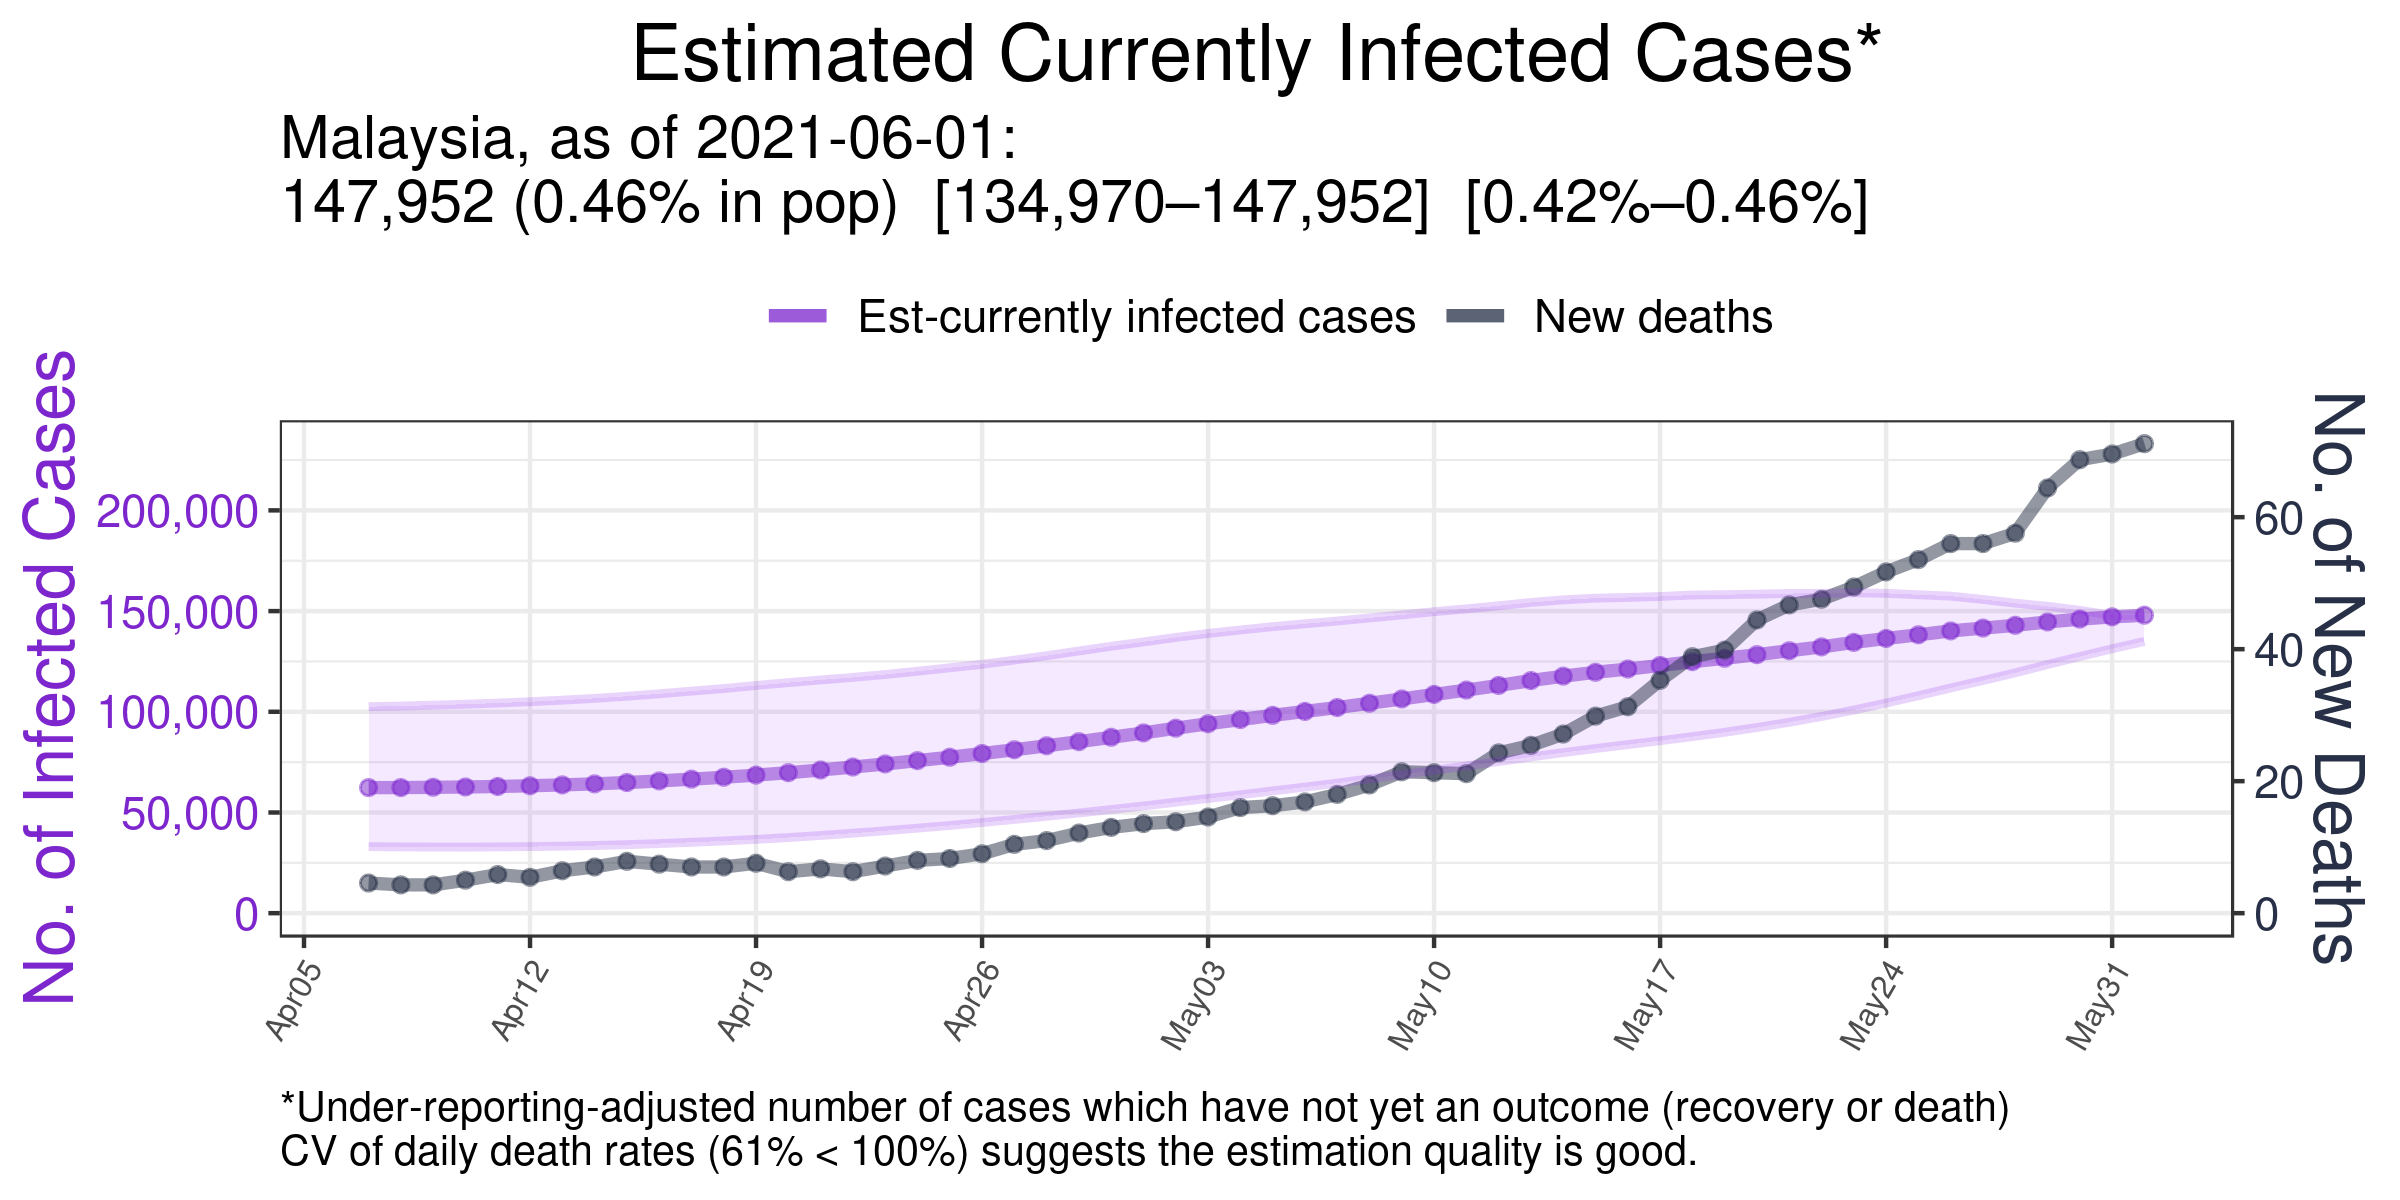 Estimated Currently Infected Cases*
Malaysia, as of 2021-06-01:
147,952 (0.46% in pop)  [134,970–147,952]  [0.42%–0.46%]
Est-currently infected cases
New deaths
No. of Infected Cases
200,000
150,000
100,000
50,000
0
No. of New Deaths
60
40
20
0
Apr05
Apr12
Apr19
Apr26
May03
May10
May17
May24
May31
*Under-reporting-adjusted number of cases which have not yet an outcome (recovery or death)
CV of daily death rates (61% < 100%) suggests the estimation quality is good.